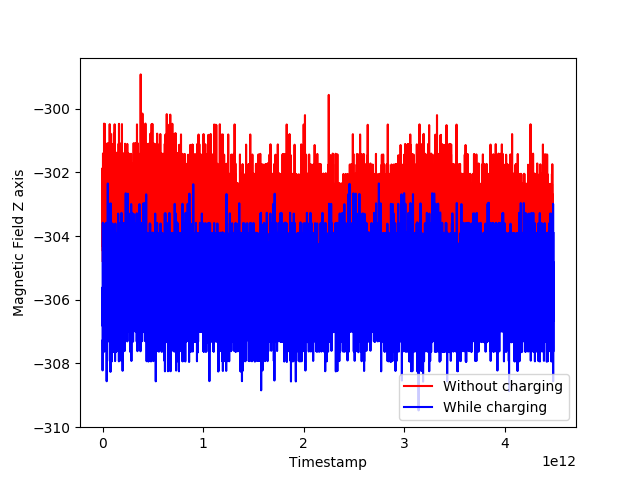 Magnetic Field Z axis
−300
−302
−304
−306
−308
−310
Without charging
While charging
0
1
2
3
4
1e12
Timestamp